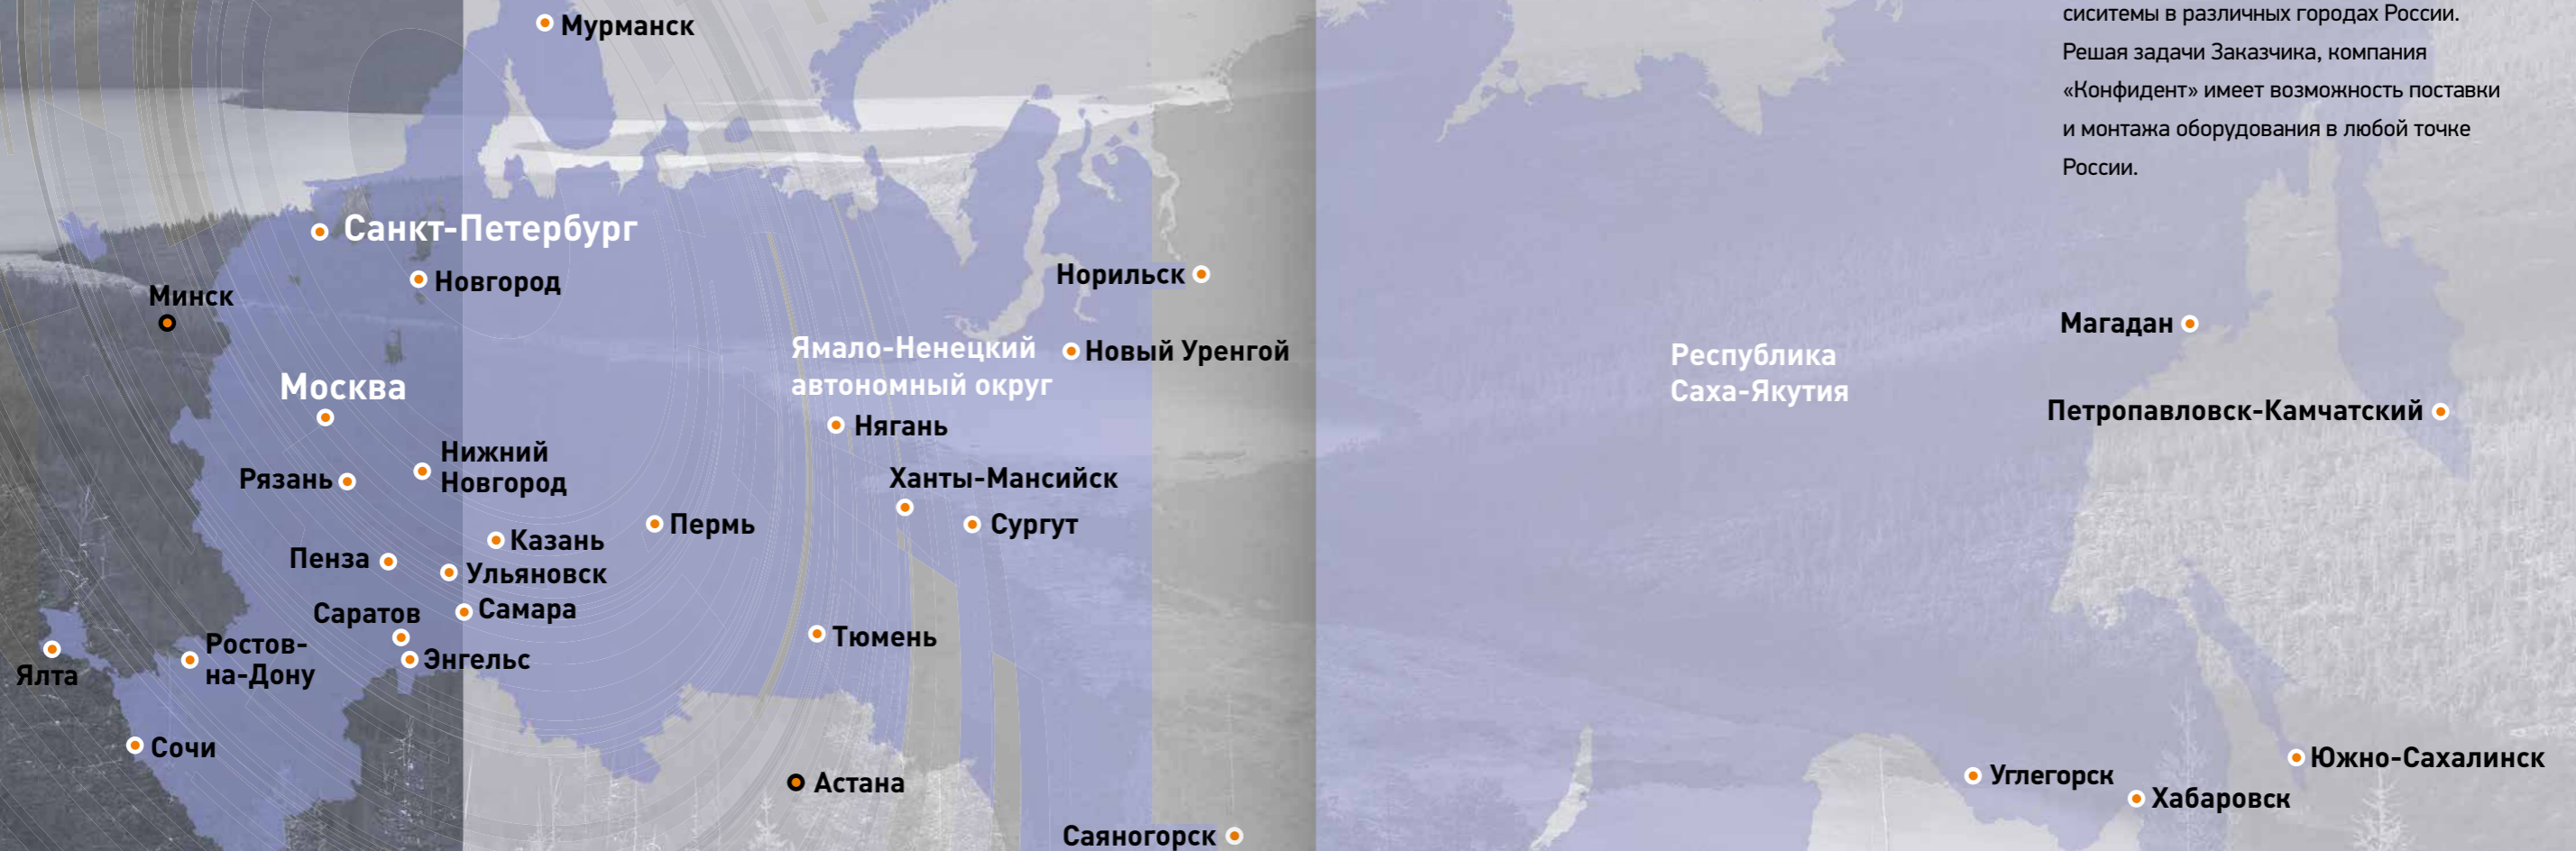 сиситемы в различных городах России.
Решая задачи Заказчика, компания
«Конфидент» имеет возможность поставки
и монтажа оборудования в любой точке
России.
Мурманск
Санкт-Петербург
Новгород
Минск
Москва
Нижний
Новгород
Рязань
Казань
Пермь
Пенза
Ульяновск
Саратов
Самара
Ростов-
на-Дону
Энгельс
Ялта
Сочи
Норильск
Ямало-Ненецкий
автономный округ
Новый Уренгой
Нягань
Ханты-Мансийск
Сургут
Тюмень
Астана
Саяногорск
Республика
Саха-Якутия
Магадан
Петропавловск-Камчатский
Углегорск
Хабаровск
Южно-Сахалинск